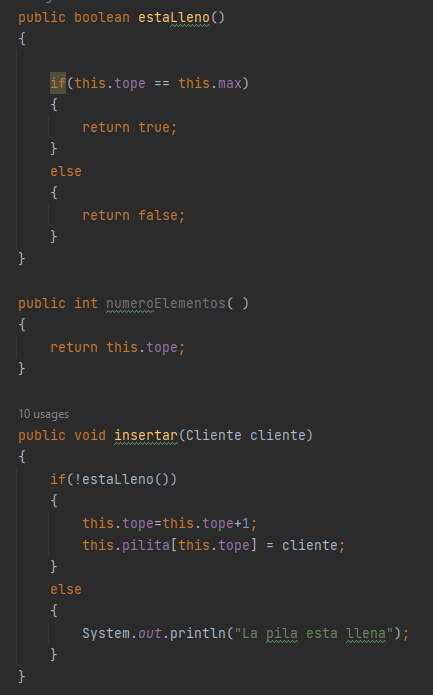 public boolean estaLleno()
{
if(this.tope == this.max)
{
return true;
}
else
{
return false;
}
}
public int numeroElementos( )
{
return this.tope;
}
10 usages
public void insertar(Cliente cliente)
{
if(!estaLleno())
{
this.tope=this.tope+1;
this.pilita[this.tope] = cliente;
}
else
{
System.out.println("La pila esta llena");
}
}